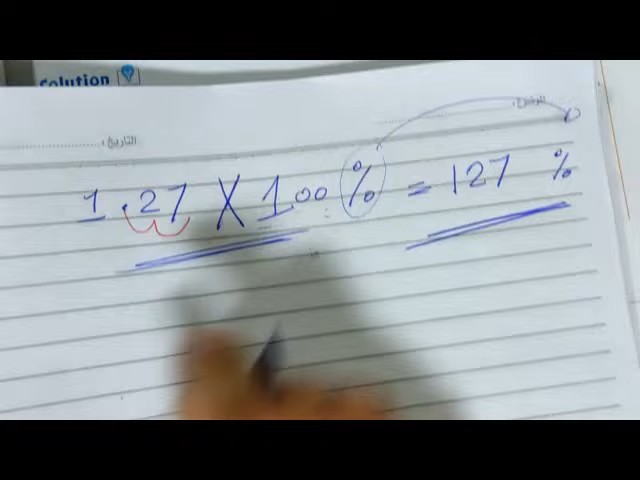 Solution
الموضوع:
التاريخ:
1.27 X 100 % = 127 %